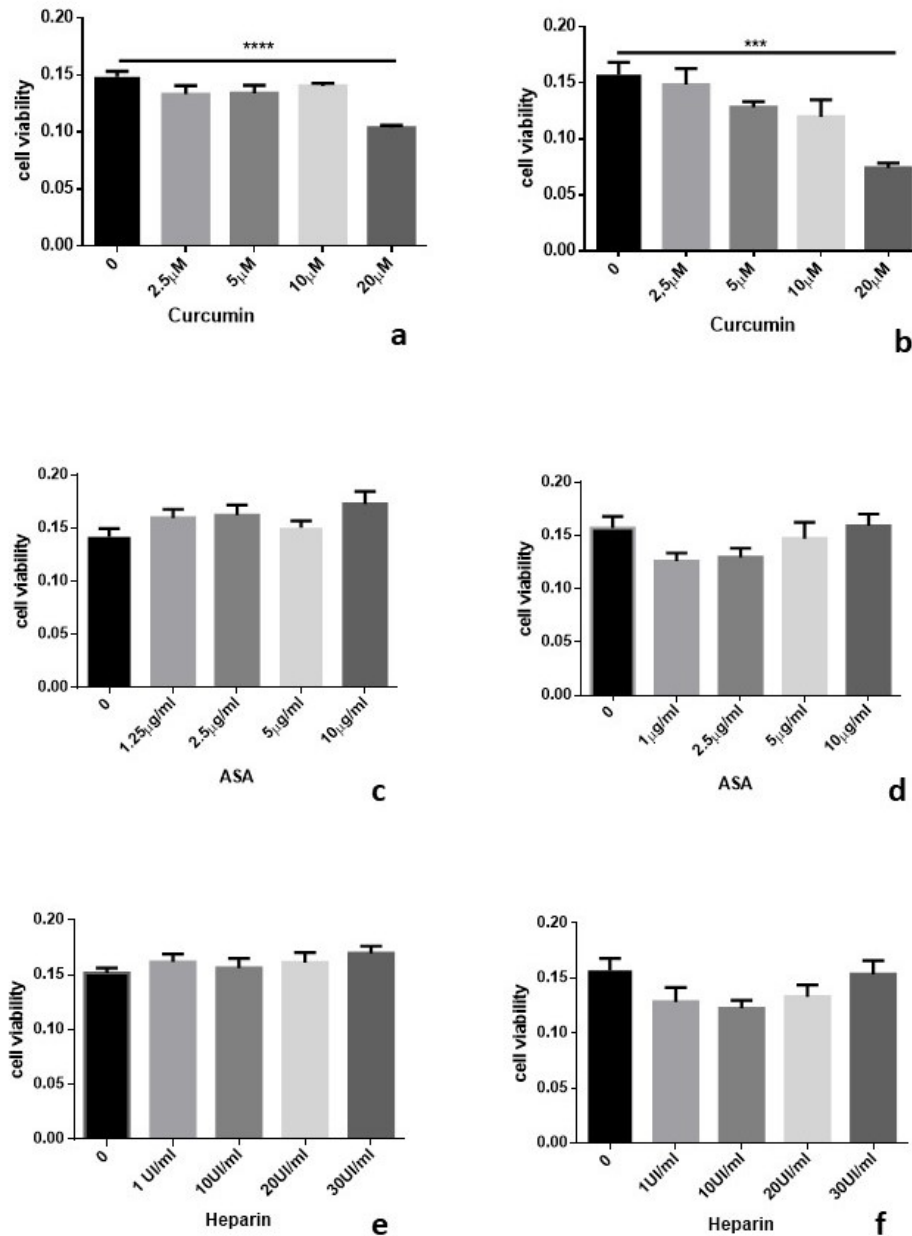 ****
0.20
0.15
0.10
0.05
0.00
cell viability
0
2.5μM
5μM
10μM
20μM
Curcumin
a
***
0.20
0.15
0.10
0.05
0.00
cell viability
0
2,5μM
5μM
10μM
20μM
Curcumin
b
0.20
0.15
0.10
0.05
0.00
cell viability
0
1.25μg/ml
2.5μg/ml
5μg/ml
10μg/ml
ASA
c
0.20
0.15
0.10
0.05
0.00
cell viability
0
1μg/ml
2.5μg/ml
5μg/ml
10μg/ml
ASA
d
0.20
0.15
0.10
0.05
0.00
cell viability
0
1 UI/ml
10UI/ml
20UI/ml
30UI/ml
Heparin
e
0.20
0.15
0.10
0.05
0.00
cell viability
0
1UI/ml
10UI/ml
20UI/ml
30UI/ml
Heparin
f